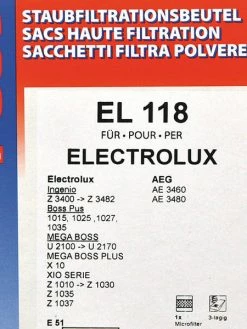 STAUBFILTRATIONSBEUTEL
SACS HAUTE FILTRATION
SACCHETTI FILTRA POLVERE
EL 118
FÜR • POUR • PER
ELECTROLUX
Electrolux
Ingenio
Z 3400 -> Z 3482
Boss Plus
1015, 1025 ,1027,
1035
MEGA BOSS
U 2100 -> U 2170
MEGA BOSS PLUS
X 10
XIO SERIE
Z 1010 -> Z 1030
Z 1035
Z 1037
AEG
AE 3460
AE 3480
E 51
1x
Microfilter
3-lagig